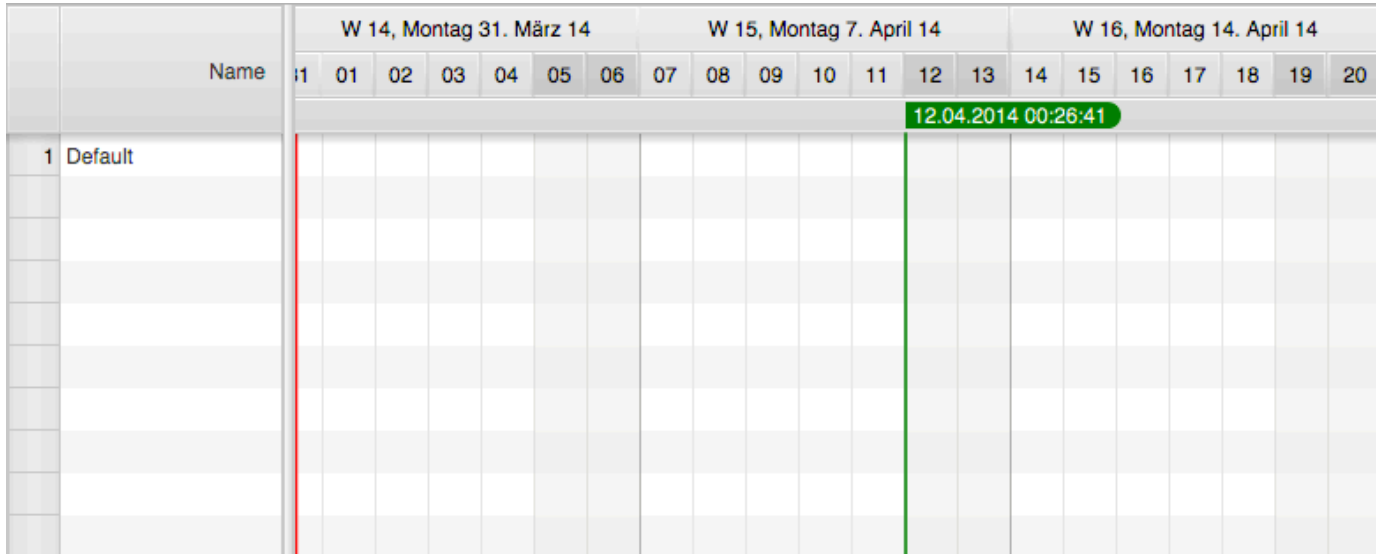 W 14, Montag 31. März 14 W 15, Montag 7. April 14 W 16, Montag 14. April 14
Name 31 01 02 03 04 05 06 07 08 09 10 11 12 13 14 15 16 17 18 19 20
12.04.2014 00:26:41
1 Default